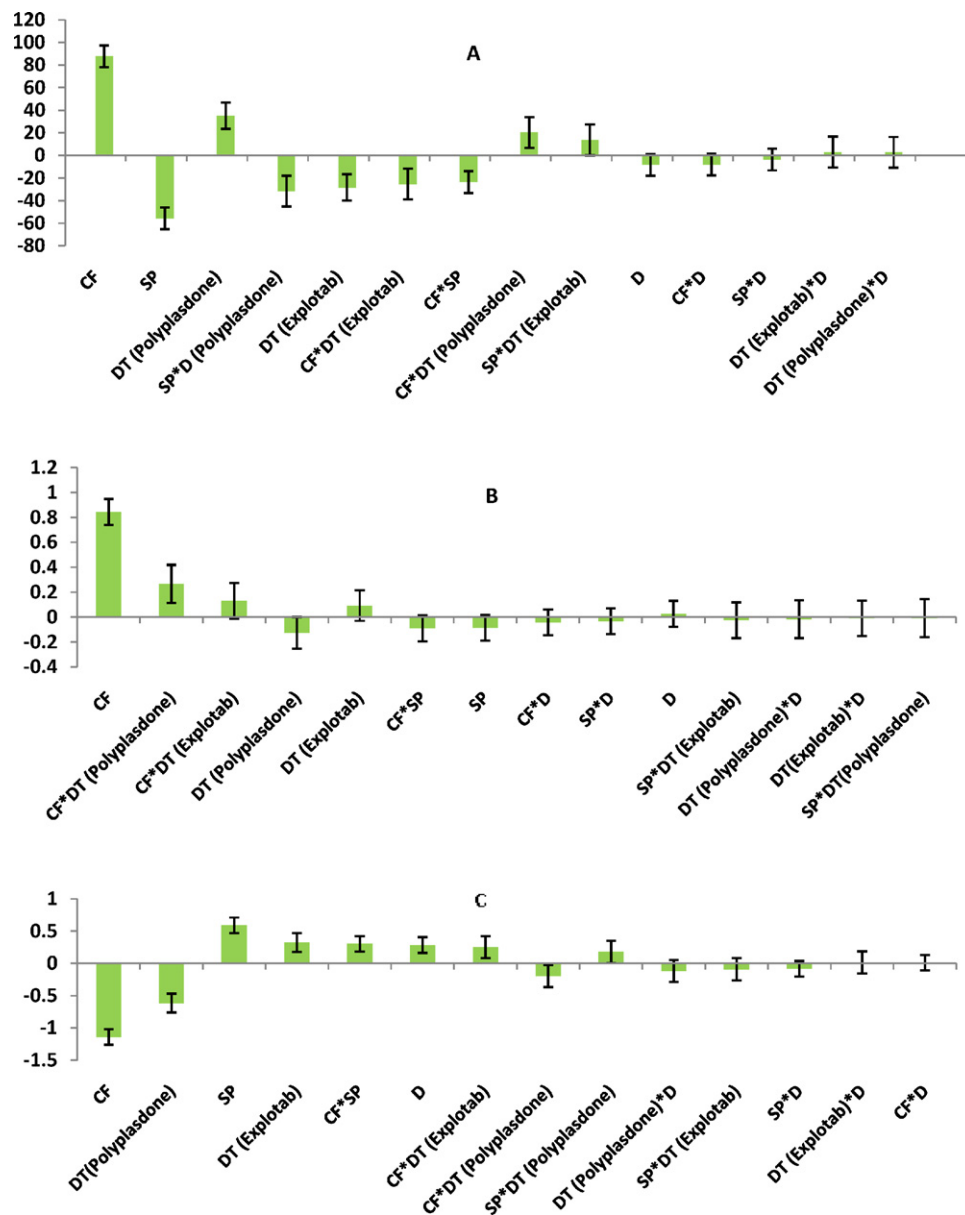 A
120
100
80
60
40
20
0
-20
-40
-60
-80
CF
SP
DT (Polyplasdone)
SP*D (Polyplasdone)
DT (Explotab)
CF*DT (Explotab)
CF*SP
CF*DT (Polyplasdone)
SP*DT (Explotab)
D
CF*D
SP*D
DT (Explotab)*D
DT (Polyplasdone)*D
B
1.2
1
0.8
0.6
0.4
0.2
0
-0.2
-0.4
CF
CF*DT (Polyplasdone)
CF*DT (Explotab)
DT (Polyplasdone)
DT (Explotab)
CF*SP
SP
CF*D
SP*D
D
SP*DT (Explotab)
DT (Polyplasdone)*D
DT(Explotab)*D
SP*DT(Polyplasdone)
C
1
0.5
0
-0.5
-1
-1.5
CF
DT(Polyplasdone)
SP
DT (Explotab)
CF*SP
D
CF*DT (Explotab)
CF*DT (Polyplasdone)
SP*DT (Polyplasdone)
DT (Polyplasdone)*D
SP*DT (Explotab)
SP*D
DT (Explotab)*D
CF*D